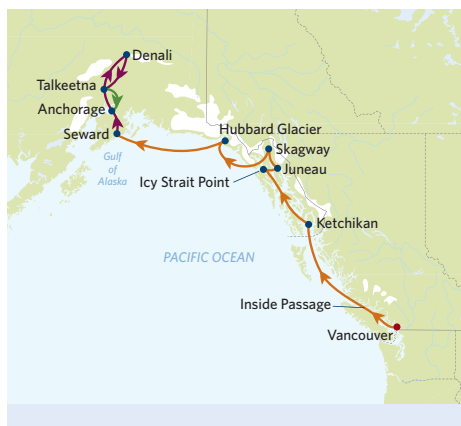 Denali
Talkeetna
Anchorage
Seward
Hubbard Glacier
Skagway
Gulf
of
Alaska
Icy Strait Point
Juneau
Ketchikan
PACIFIC OCEAN
Inside Passage
Vancouver